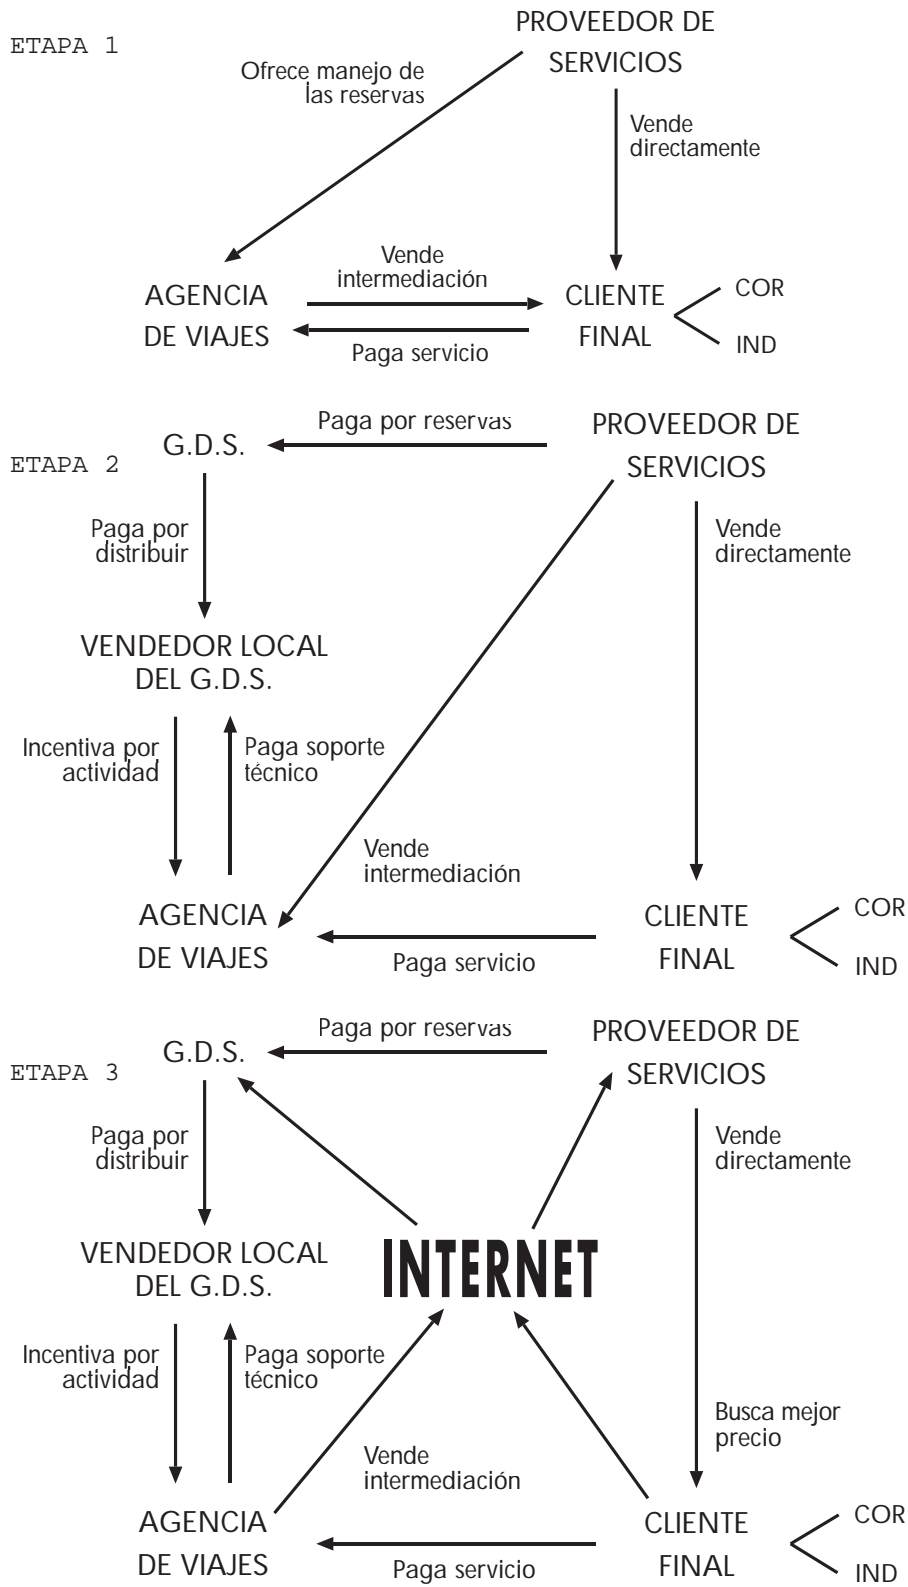 PROVEEDOR DE
SERVICIOS
ETAPA 1
Ofrece manejo de
las reservas
Vende
directamente
Vende
intermediación
AGENCIA
DE VIAJES
CLIENTE
FINAL
COR
IND
Paga servicio
Paga por reservas
PROVEEDOR DE
SERVICIOS
G.D.S.
ETAPA 2
Paga por
distribuir
Vende
directamente
VENDEDOR LOCAL
DEL G.D.S.
Incentiva por
actividad
Paga soporte
técnico
Vende
intermediación
AGENCIA
DE VIAJES
CLIENTE
FINAL
COR
IND
Paga servicio
Paga por reservas
PROVEEDOR DE
SERVICIOS
G.D.S.
ETAPA 3
Paga por
distribuir
Vende
directamente
VENDEDOR LOCAL
DEL G.D.S.
INTERNET
Incentiva por
actividad
Paga soporte
técnico
Busca mejor
precio
Vende
intermediación
AGENCIA
DE VIAJES
CLIENTE
FINAL
COR
IND
Paga servicio